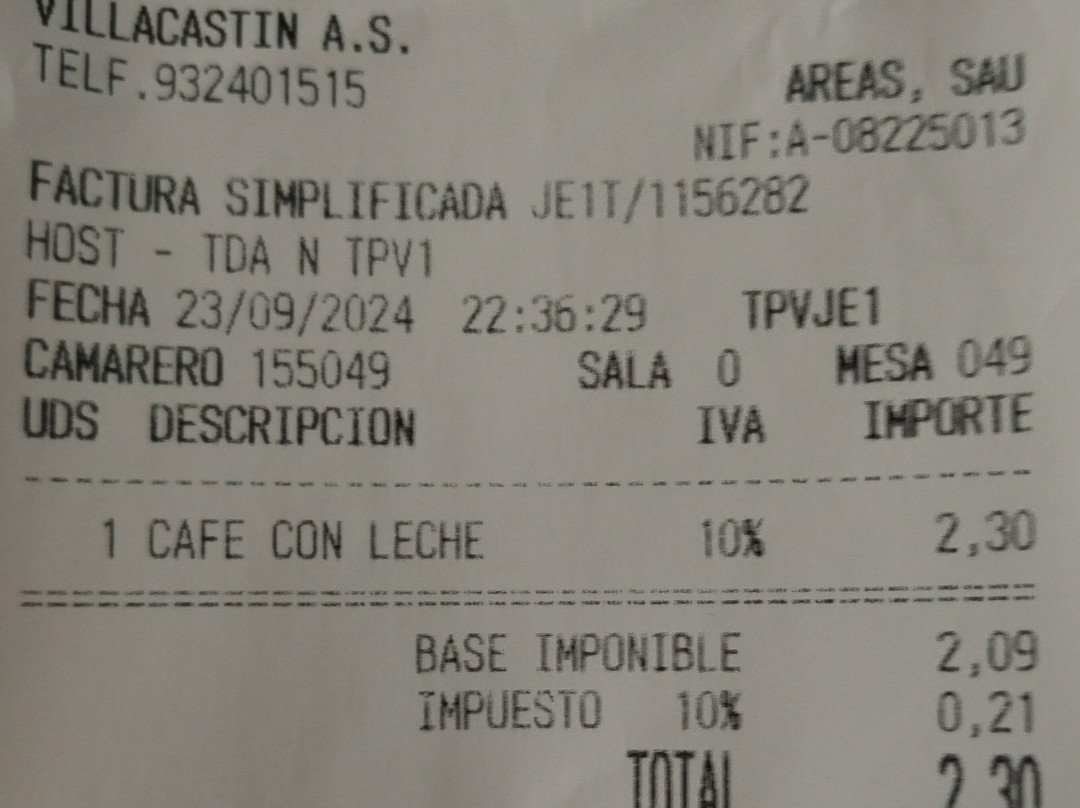 VILLACASTIN A.S.
TELF.932401515
AREAS, SAU
NIF:A-08225013
FACTURA SIMPLIFICADA JE1T/1156282
HOST - TDA N TPV1
FECHA 23/09/2024 22:36:29 TPVJE1
CAMARERO 155049 SALA 0 MESA 049
UDS DESCRIPCION IVA IMPORTE
1 CAFE CON LECHE 10% 2,30
BASE IMPONIBLE 2,09
IMPUESTO 10% 0,21
TOTAL 2,30